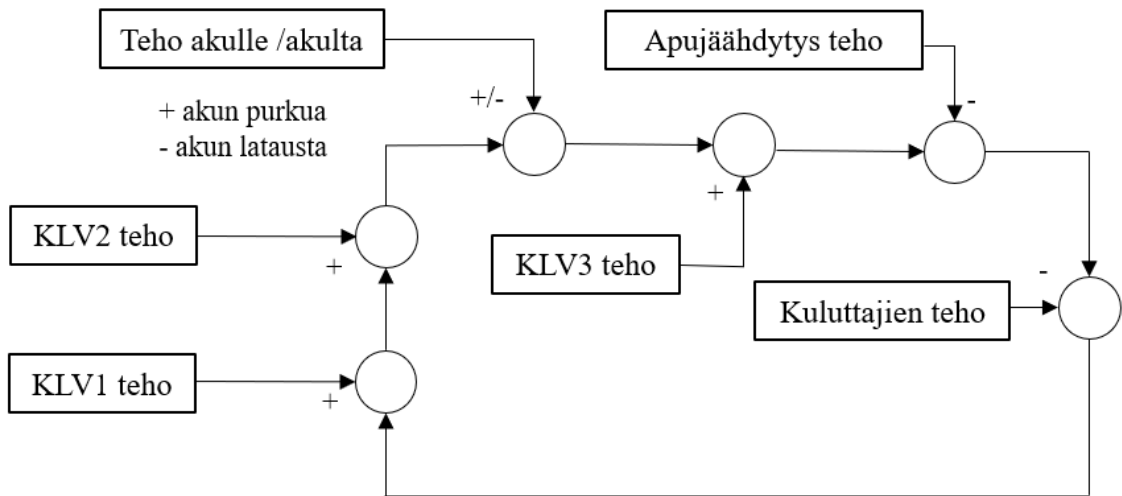 Teho akulle /akulta
Apujäähdytys teho
+/-
-
+ akun purkua
- akun latausta
KLV2 teho
+
+
KLV3 teho
-
Kuluttajien teho
KLV1 teho
+